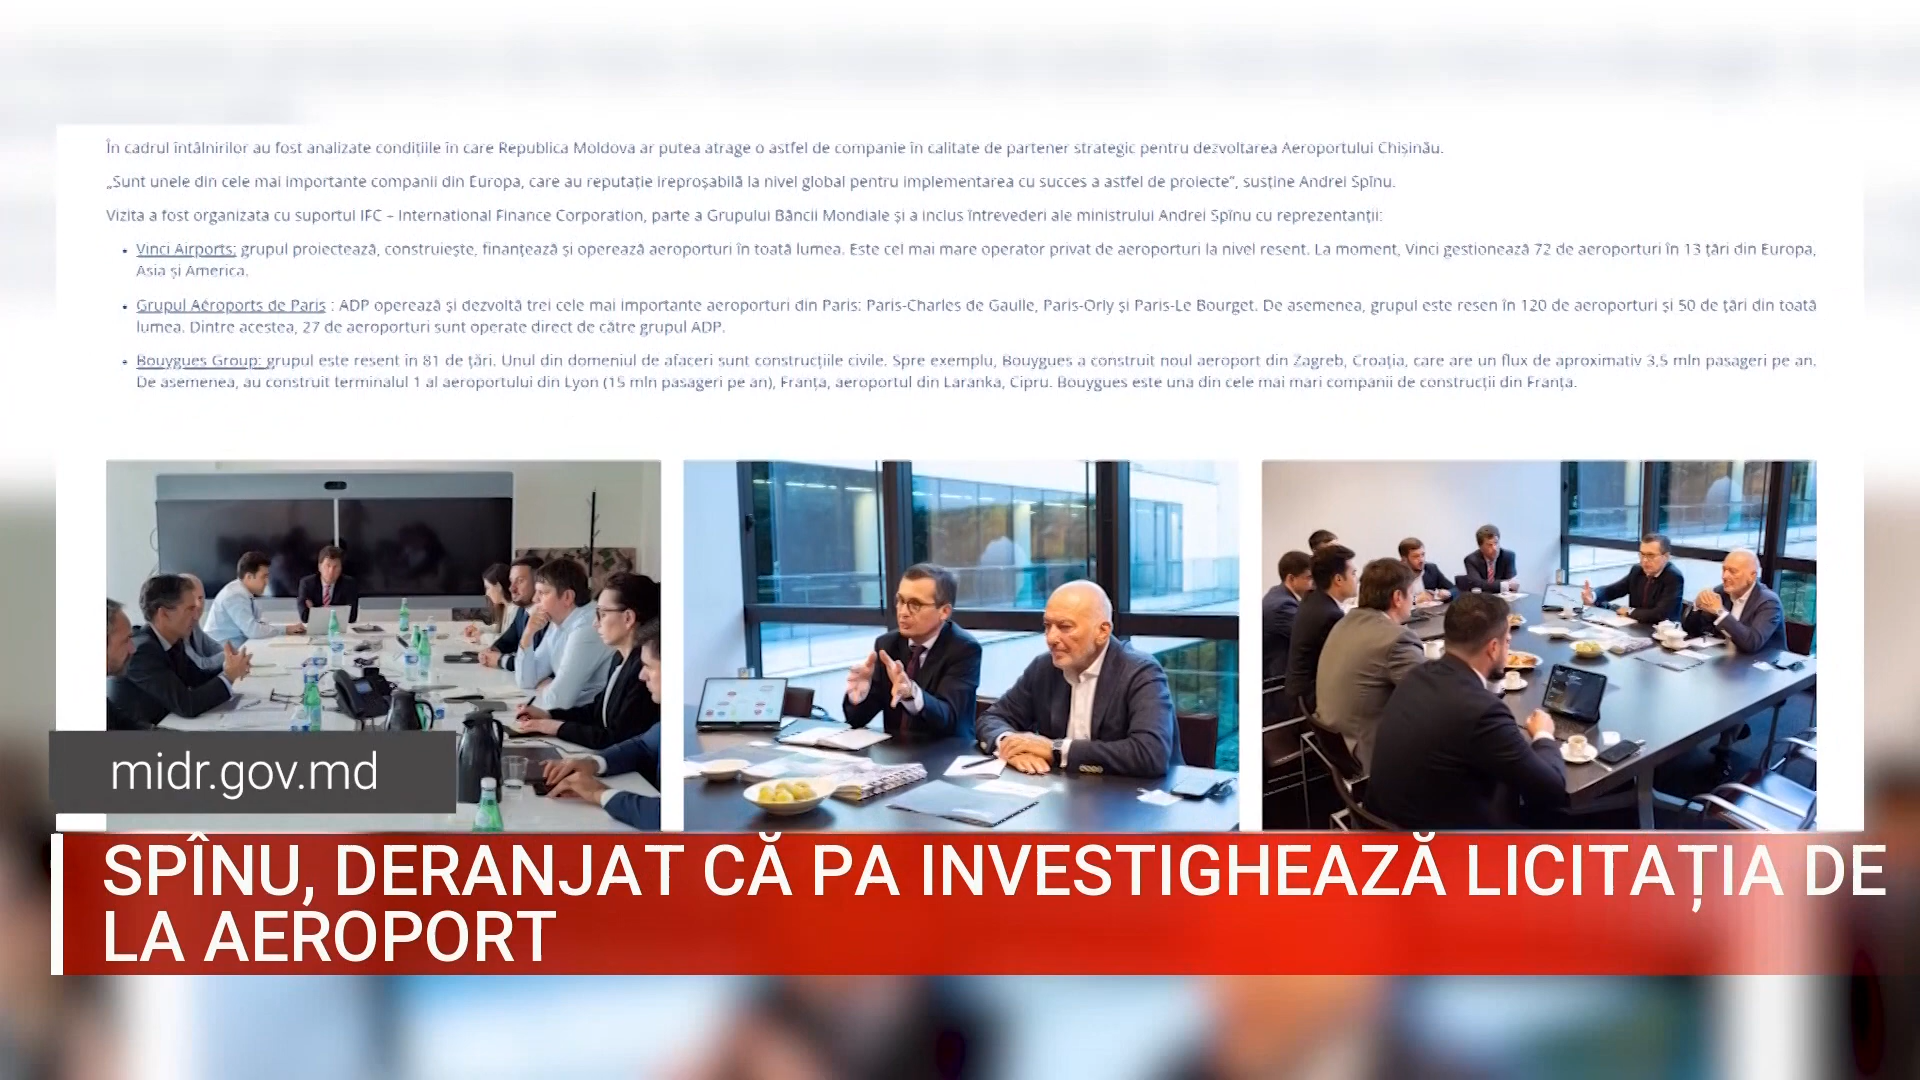 În cadrul întâlnirilor au fost analizate condițiile în care Republica Moldova ar putea atrage o astfel de companie în calitate de partener strategic pentru dezvoltarea Aeroportului Chișinău.
„Sunt unele din cele mai importante companii din Europa, care au reputație ireproșabilă la nivel global pentru implementarea cu succes a astfel de proiecte”, susține Andrei Spînu.
Vizita a fost organizata cu suportul IFC – International Finance Corporation, parte a Grupului Băncii Mondiale și a inclus întrevederi ale ministrului Andrei Spînu cu reprezentanții:
• Vinci Airports: grupul proiectează, construiește, finanțează și operează aeroporturi în toată lumea. Este cel mai mare operator privat de aeroporturi la nivel resent. La moment, Vinci gestionează 72 de aeroporturi în 13 țări din Europa,
Asia și America.
• Grupul Aéroports de Paris : ADP operează și dezvoltă trei cele mai importante aeroporturi din Paris: Paris-Charles de Gaulle, Paris-Orly și Paris-Le Bourget. De asemenea, grupul este resen în 120 de aeroporturi și 50 de țări din toată
lumea. Dintre acestea, 27 de aeroporturi sunt operate direct de către grupul ADP.
• Bouygues Group: grupul este resent in 81 de țări. Unul din domeniul de afaceri sunt construcțiile civile. Spre exemplu, Bouygues a construit noul aeroport din Zagreb, Croația, care are un flux de aproximativ 3,5 mln pasageri pe an.
De asemenea, au construit terminalul 1 al aeroportului din Lyon (15 mln pasageri pe an), Franța, aeroportul din Laranka, Cipru. Bouygues este una din cele mai mari companii de construcții din Franța.
midr.gov.md
SPÎNU, DERANJAT CĂ PA INVESTIGHEAZĂ LICITAȚIA DE
LA AEROPORT